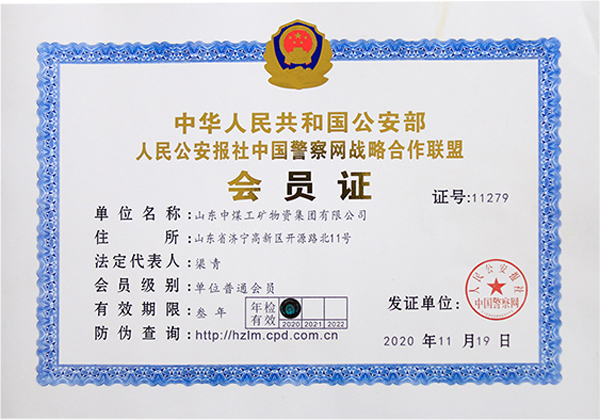 中华人民共和国公安部
人民公安报社中国警察网战略合作联盟
会员证
证号:11279
单位名称:山东中煤工矿物资集团有限公司
住所:山东省济宁高新区开源路北11号
法定代表人:梁青
会员级别:单位普通会员
有效期限:叁年
年检有效 2020 2021 2022
防伪查询:http://hzlm.cpd.com.cn
发证单位:
人民公安报社
中国警察网
2020 年 11 月 19 日